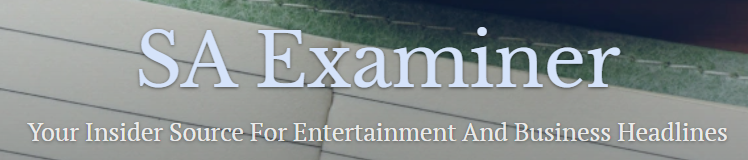 SA Examiner
Your Insider Source For Entertainment And Business Headlines